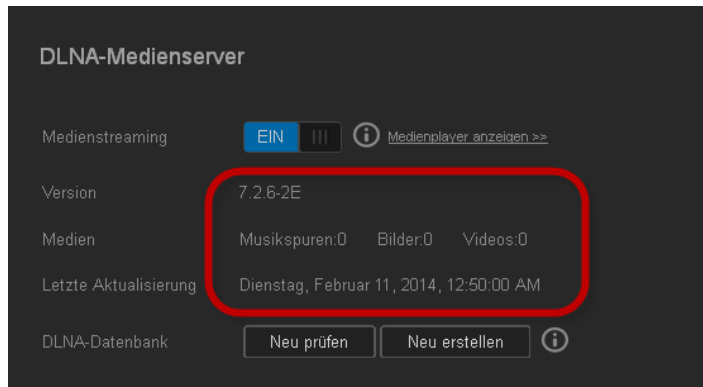 DLNA-Medienserver
Medienstreaming EIN Medienplayer anzeigen >>
Version 7.2.6-2E
Medien Musikspuren:0 Bilder:0 Videos:0
Letzte Aktualisierung Dienstag, Februar 11, 2014, 12:50:00 AM
DLNA-Datenbank Neu prüfen Neu erstellen